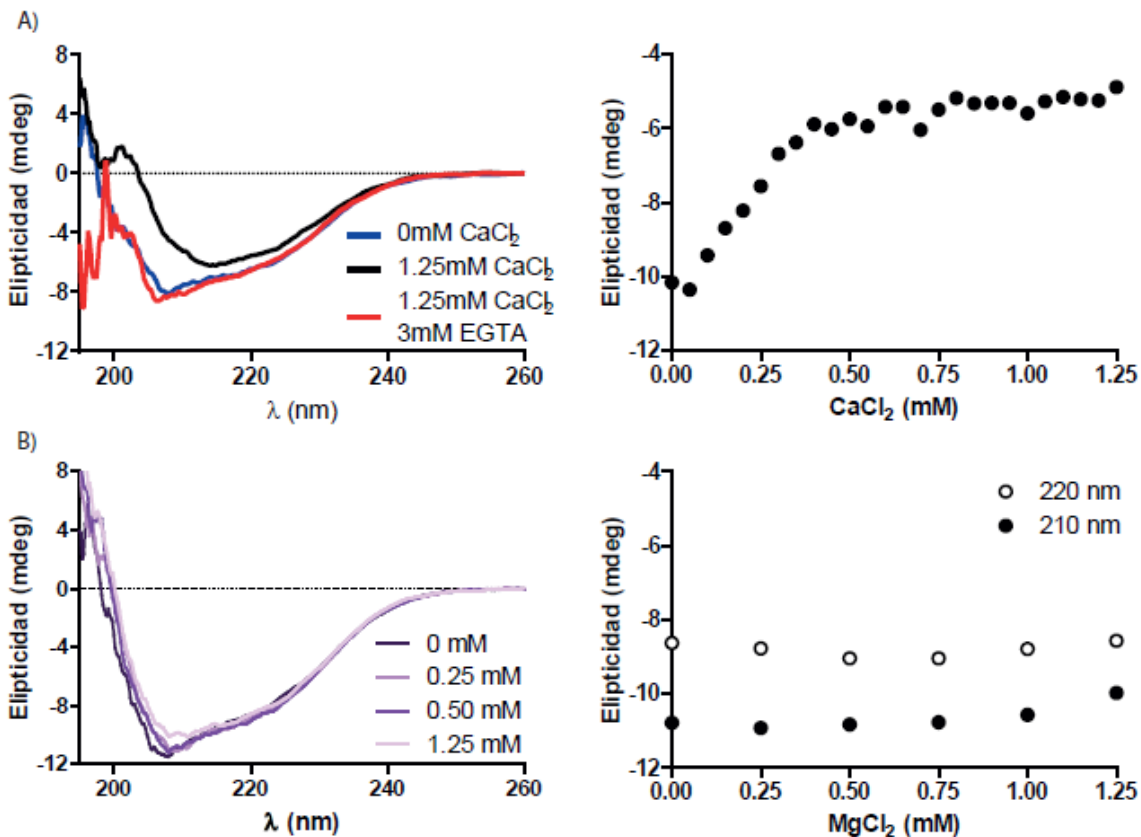 A)
Elipticidad (mdeg)
8
4
0
-4
-8
-12
0mM CaCl₂
1.25mM CaCl₂
1.25mM CaCl₂
3mM EGTA
200 220 240 260
λ (nm)
Elipticidad (mdeg)
-4
-6
-8
-10
-12
0.00 0.25 0.50 0.75 1.00 1.25
CaCl₂ (mM)
B)
Elipticidad (mdeg)
8
4
0
-4
-8
-12
0 mM
0.25 mM
0.50 mM
1.25 mM
200 220 240 260
λ (nm)
Elipticidad (mdeg)
-4
-6
-8
-10
-12
220 nm
210 nm
0.00 0.25 0.50 0.75 1.00 1.25
MgCl₂ (mM)